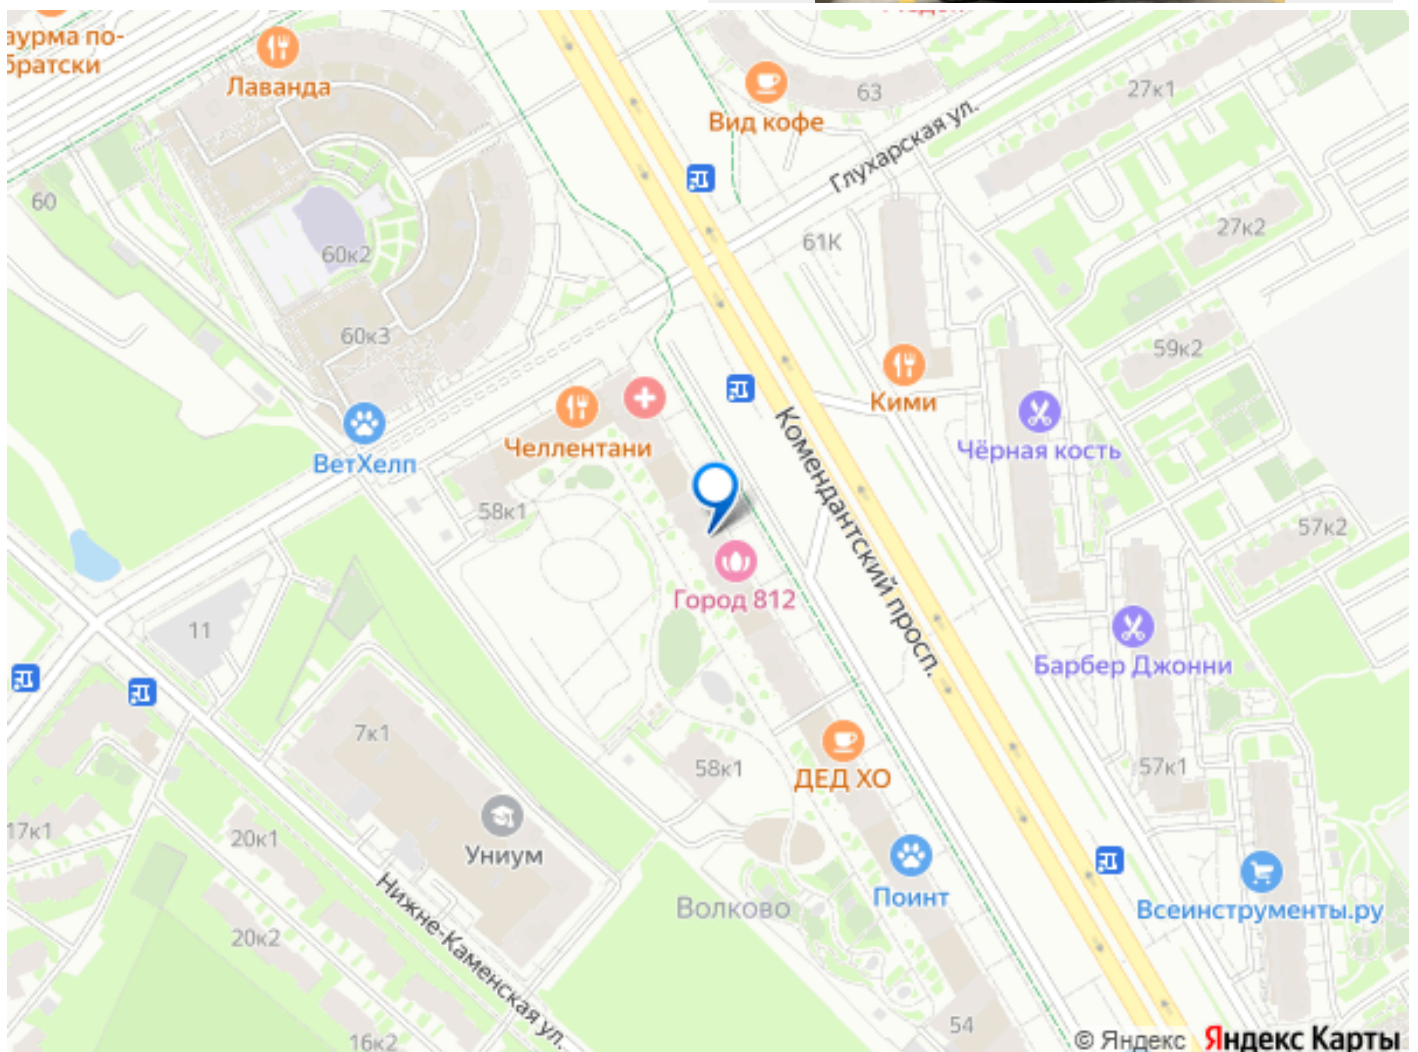 аурма по-
братски
Лаванда
Вид кофе
63
27к1
Глухарская ул.
60
60к2
61К
27к2
60к3
59к2
Кими
Челлентани
ВетХелп
Чёрная кость
Комендантский просп.
58к1
57к2
Город 812
11
Барбер Джонни
7к1
58к1
57к1
ДЕД ХО
17к1
20к1
Униум
Нижне-Каменская ул.
Поинт
Волково
Всеинструменты.ру
20к2
54
16к2
© Яндекс Яндекс Карты